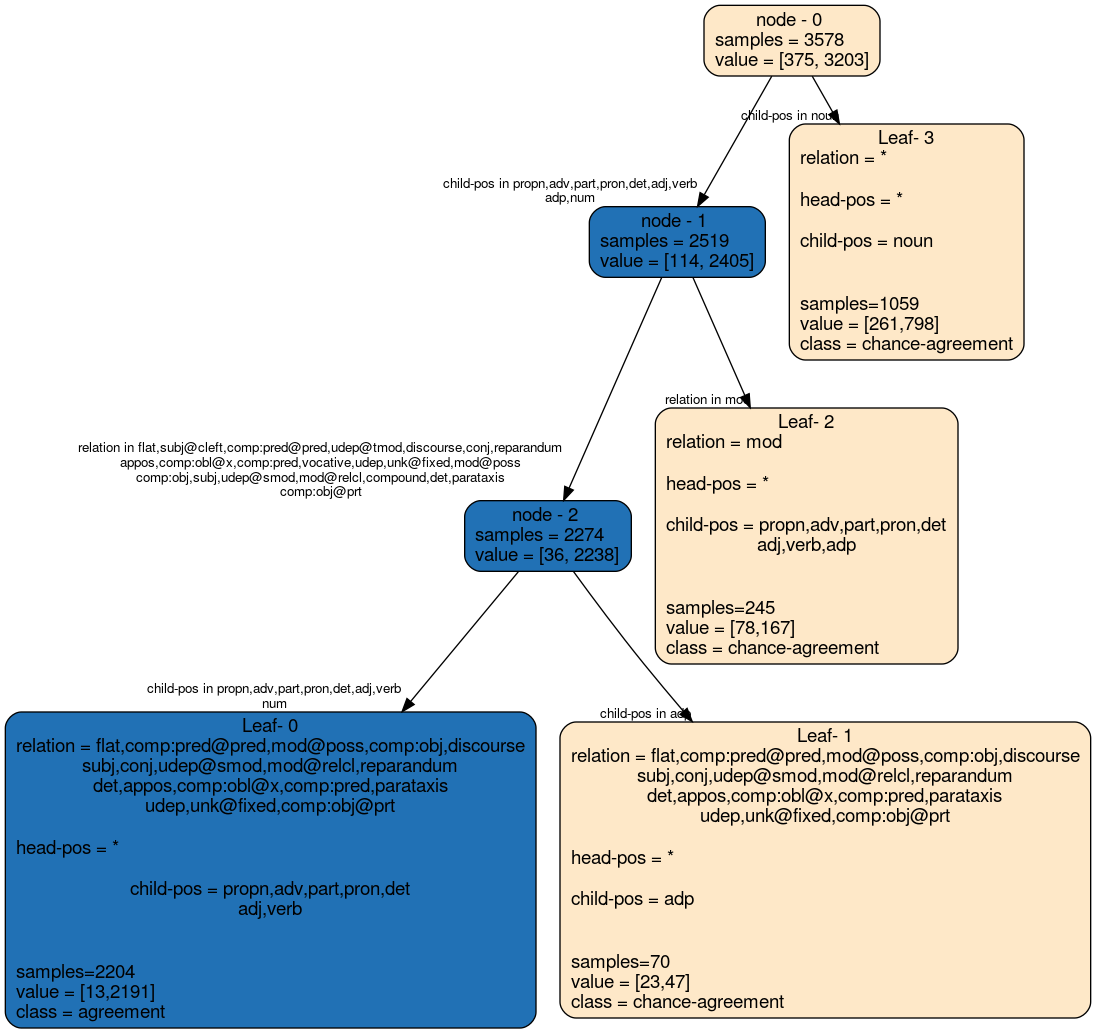 node - 0
samples = 3578
value = [375, 3203]
child-pos in noun
Leaf- 3
relation = *
head-pos = *
child-pos = noun
samples=1059
value = [261,798]
class = chance-agreement
child-pos in propn,adv,part,pron,det,adj,verb
adp,num
node - 1
samples = 2519
value = [114, 2405]
relation in mod
Leaf- 2
relation = mod
head-pos = *
child-pos = propn,adv,part,pron,det
adj,verb,adp
samples=245
value = [78,167]
class = chance-agreement
relation in flat,subj@cleft,comp:pred@pred,udep@tmod,discourse,conj,reparandum
appos,comp:obl@x,comp:pred,vocative,udep,unk@fixed,mod@poss
comp:obj,subj,udep@smod,mod@relcl,compound,det,parataxis
comp:obj@prt
node - 2
samples = 2274
value = [36, 2238]
child-pos in propn,adv,part,pron,det,adj,verb
num
Leaf- 0
relation = flat,comp:pred@pred,mod@poss,comp:obj,discourse
subj,conj,udep@smod,mod@relcl,reparandum
det,appos,comp:obl@x,comp:pred,parataxis
udep,unk@fixed,comp:obj@prt
head-pos = *
child-pos = propn,adv,part,pron,det
adj,verb
samples=2204
value = [13,2191]
class = agreement
child-pos in adp
Leaf- 1
relation = flat,comp:pred@pred,mod@poss,comp:obj,discourse
subj,conj,udep@smod,mod@relcl,reparandum
det,appos,comp:obl@x,comp:pred,parataxis
udep,unk@fixed,comp:obj@prt
head-pos = *
child-pos = adp
samples=70
value = [23,47]
class = chance-agreement